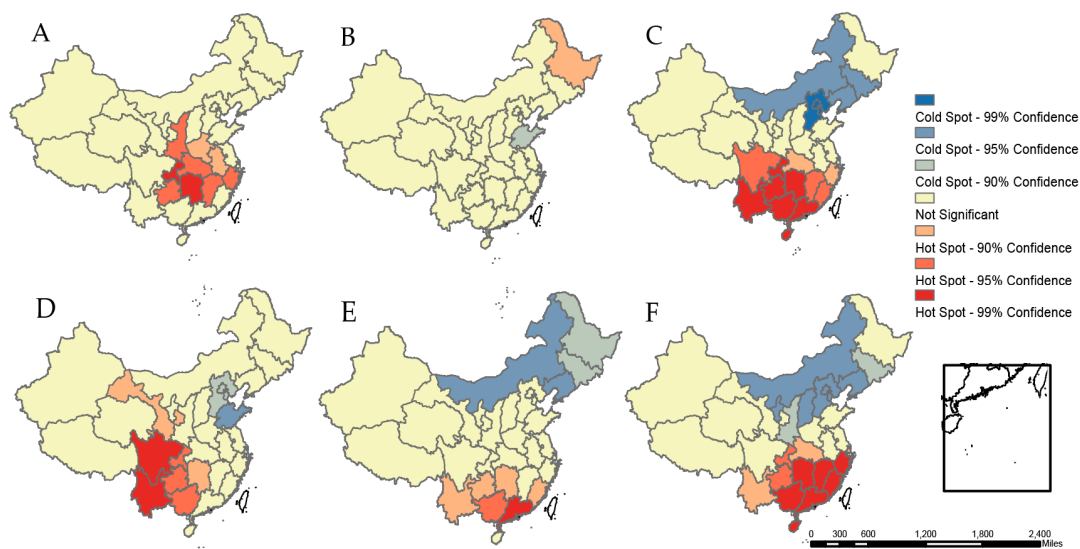 A
B
C
Cold Spot - 99% Confidence
Cold Spot - 95% Confidence
Cold Spot - 90% Confidence
Not Significant
Hot Spot - 90% Confidence
Hot Spot - 95% Confidence
Hot Spot - 99% Confidence
D
E
F
0 300 600 1,200 1,800 2,400
Miles